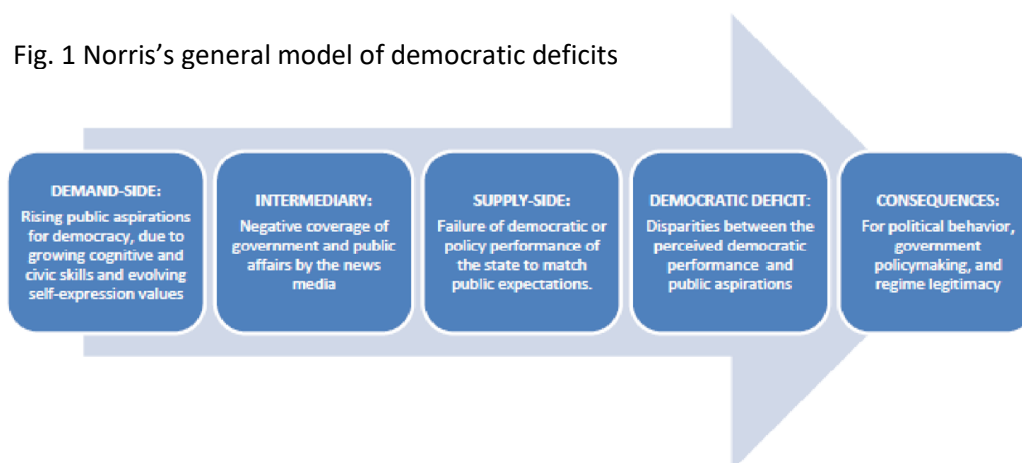 Fig. 1 Norris’s general model of democratic deficits
DEMAND-SIDE:
Rising public aspirations
for democracy, due to
growing cognitive and
civic skills and evolving
self-expression values
INTERMEDIARY:
Negative coverage of
government and public
affairs by the news
media
SUPPLY-SIDE:
Failure of democratic or
policy performance of
the state to match
public expectations.
DEMOCRATIC DEFICIT:
Disparities between the
perceived democratic
performance and
public aspirations
CONSEQUENCES:
For political behavior,
government
policymaking, and
regime legitimacy